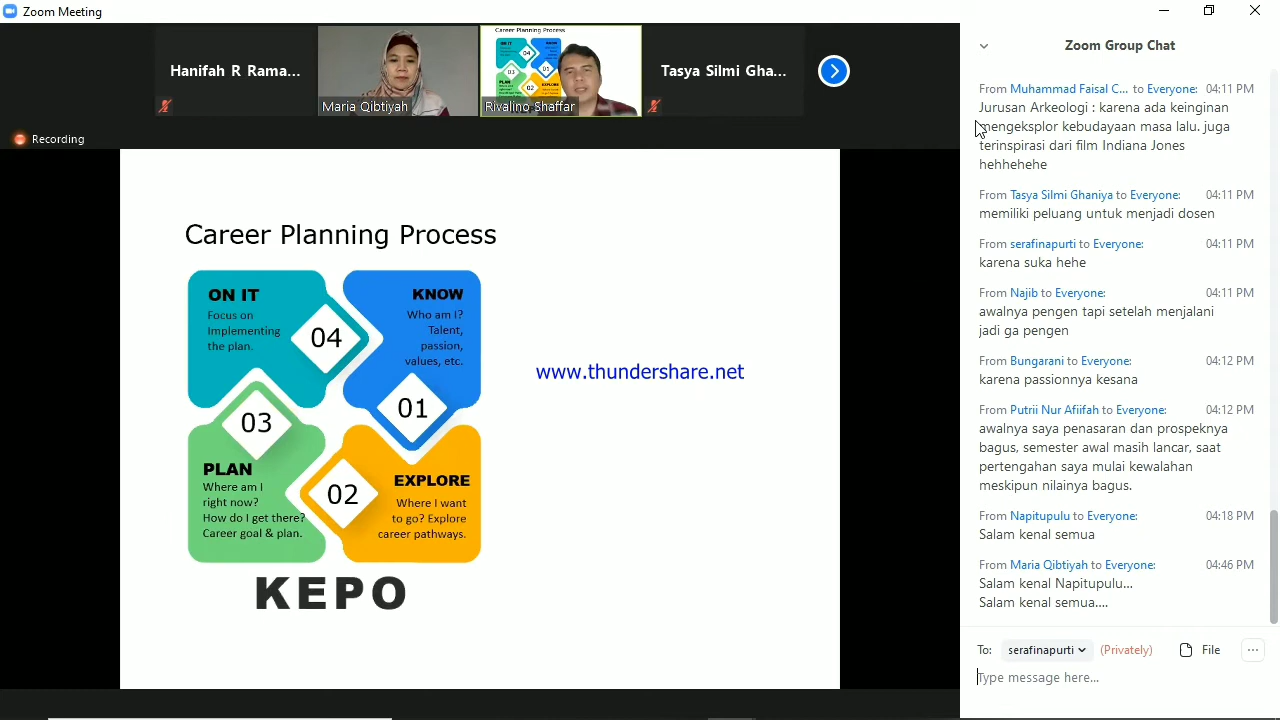 Zoom Meeting
Hanifah R Rama...
Maria Qibtiyah
Career Planning Process
ON IT
KNOW
04
03
01
PLAN
EXPLORE
02
Rivalino Shaffar
Tasya Silmi Gha...
Recording
Career Planning Process
ON IT
Focus on
Implementing
the plan.
04
KNOW
Who am I?
Talent,
passion,
values, etc.
01
03
PLAN
Where am I
right now?
How do I get there?
Career goal & plan.
02
EXPLORE
Where I want
to go? Explore
career pathways.
KEPO
www.thundershare.net
Zoom Group Chat
From Muhammad Faisal C... to Everyone: 04:11 PM
Jurusan Arkeologi : karena ada keinginan
mengeksplor kebudayaan masa lalu. juga
terinspirasi dari film Indiana Jones
hehhehehe
From Tasya Silmi Ghaniya to Everyone: 04:11 PM
memiliki peluang untuk menjadi dosen
From serafinapurti to Everyone: 04:11 PM
karena suka hehe
From Najib to Everyone: 04:11 PM
awalnya pengen tapi setelah menjalani
jadi ga pengen
From Bungarani to Everyone: 04:12 PM
karena passionnya kesana
From Putrii Nur Afiifah to Everyone: 04:12 PM
awalnya saya penasaran dan prospeknya
bagus, semester awal masih lancar, saat
pertengahan saya mulai kewalahan
meskipun nilainya bagus.
From Napitupulu to Everyone: 04:18 PM
Salam kenal semua
From Maria Qibtiyah to Everyone: 04:46 PM
Salam kenal Napitupulu...
Salam kenal semua....
To: serafinapurti (Privately) File ...
Type message here...